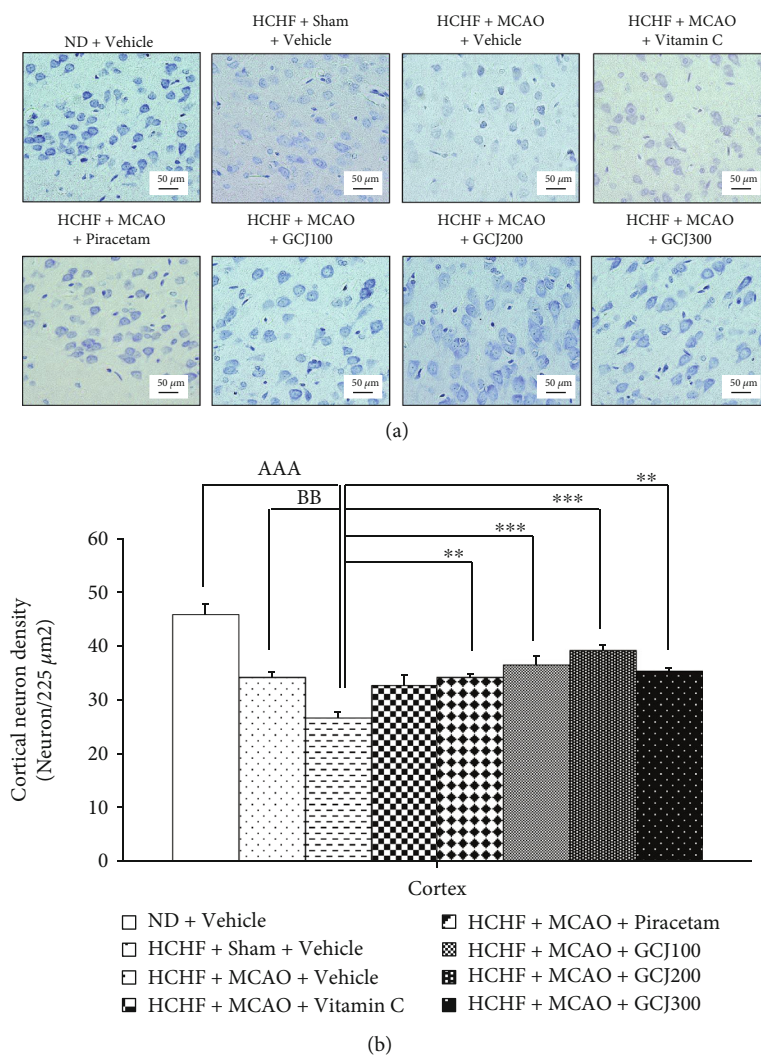 ND + Vehicle
HCHF + Sham
+ Vehicle
HCHF + MCAO
+ Vehicle
HCHF + MCAO
+ Vitamin C
50 μm
50 μm
50 μm
50 μm
HCHF + MCAO
+ Piracetam
HCHF + MCAO
+ GCJ100
HCHF + MCAO
+ GCJ200
HCHF + MCAO
+ GCJ300
50 μm
50 μm
50 μm
50 μm
(a)
AAA
BB
**
***
***
**
60
50
40
30
20
10
0
Cortical neuron density
(Neuron/225 μm2)
Cortex
ND + Vehicle
HCHF + Sham + Vehicle
HCHF + MCAO + Vehicle
HCHF + MCAO + Vitamin C
HCHF + MCAO + Piracetam
HCHF + MCAO + GCJ100
HCHF + MCAO + GCJ200
HCHF + MCAO + GCJ300
(b)